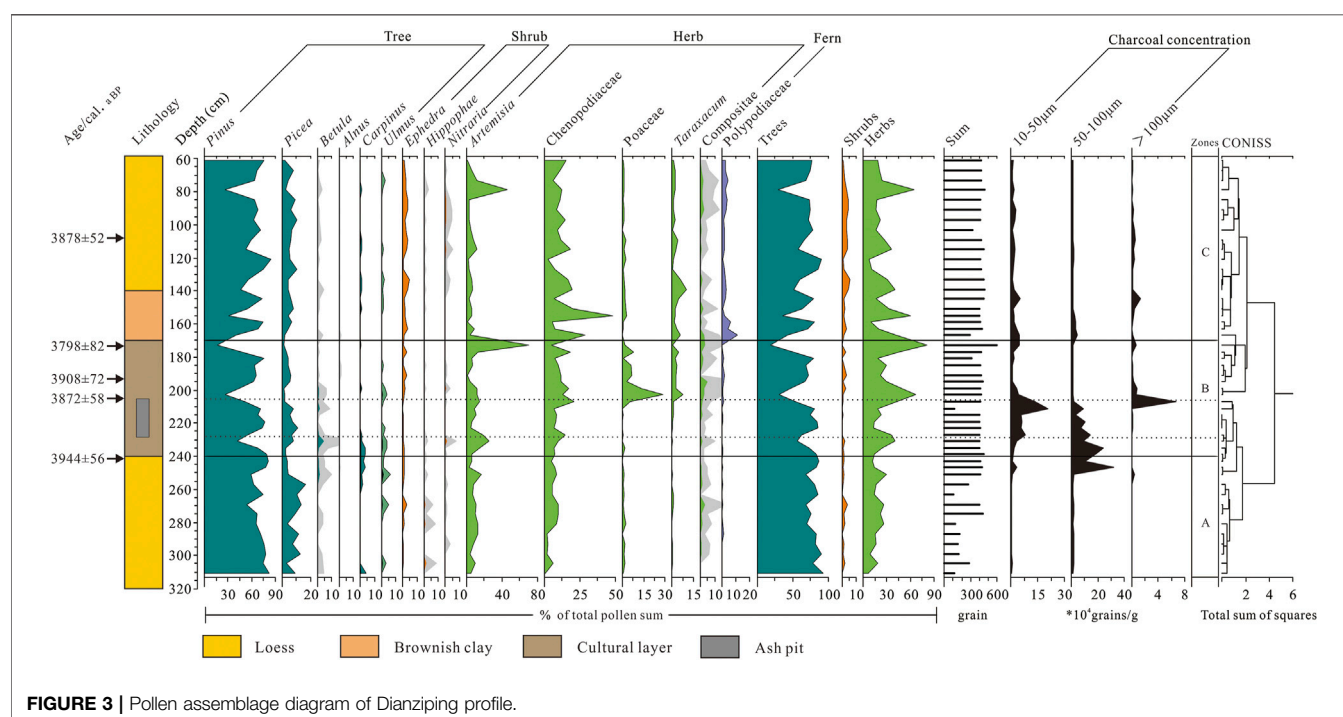 Tree Shrub Herb Fern Charcoal concentration
Age/cal. a BP
Lithology
Depth (cm)
Pinus
Picea
Betula
Alnus
Carpinus
Ulmus
Ephedra
Hippophae
Nitraria
Artemisia
Chenopodiaceae
Poaceae
Taraxacum
Compositae
Polypodiaceae
Trees
Shrubs
Herbs
Sum
10-50μm
50-100μm
>100μm
Zones CONISS
60
80
100
120
140
160
180
200
220
240
260
280
300
320
3878±52
3798±82
3908±72
3872±58
3944±56
C
B
A
30 60 90 20 10 10 10 10 10 10 10 40 80 25 50 15 30 15 10 10 20 50 100 10 30 60 90 300 600 15 30 20 40 4 8 2 4 6
% of total pollen sum grain *10⁴grains/g Total sum of squares
Loess Brownish clay Cultural layer Ash pit
FIGURE 3 | Pollen assemblage diagram of Dianziping profile.